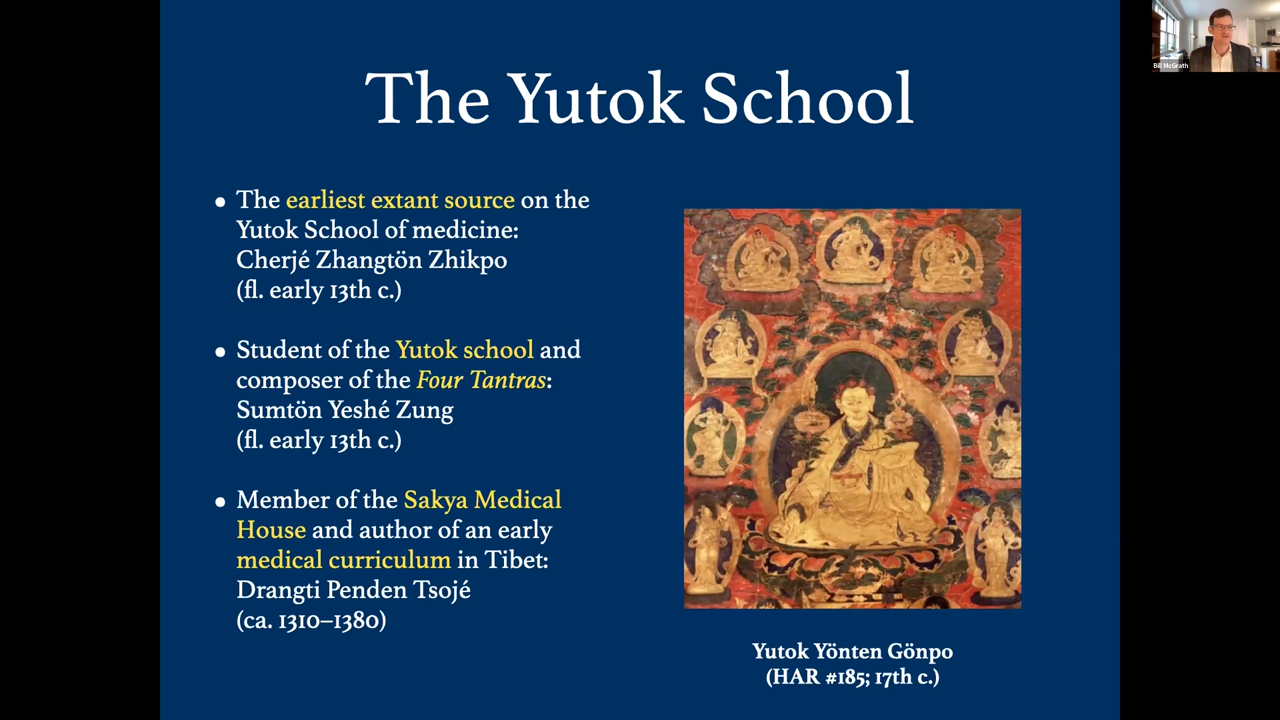 The Yutok School
• The earliest extant source on the
Yutok School of medicine:
Cherjé Zhangtön Zhikpo
(fl. early 13th c.)
• Student of the Yutok school and
composer of the Four Tantras:
Sumtön Yeshé Zung
(fl. early 13th c.)
• Member of the Sakya Medical
House and author of an early
medical curriculum in Tibet:
Drangti Penden Tsojé
(ca. 1310–1380)
Yutok Yönten Gönpo
(HAR #185; 17th c.)
Bill McGrath